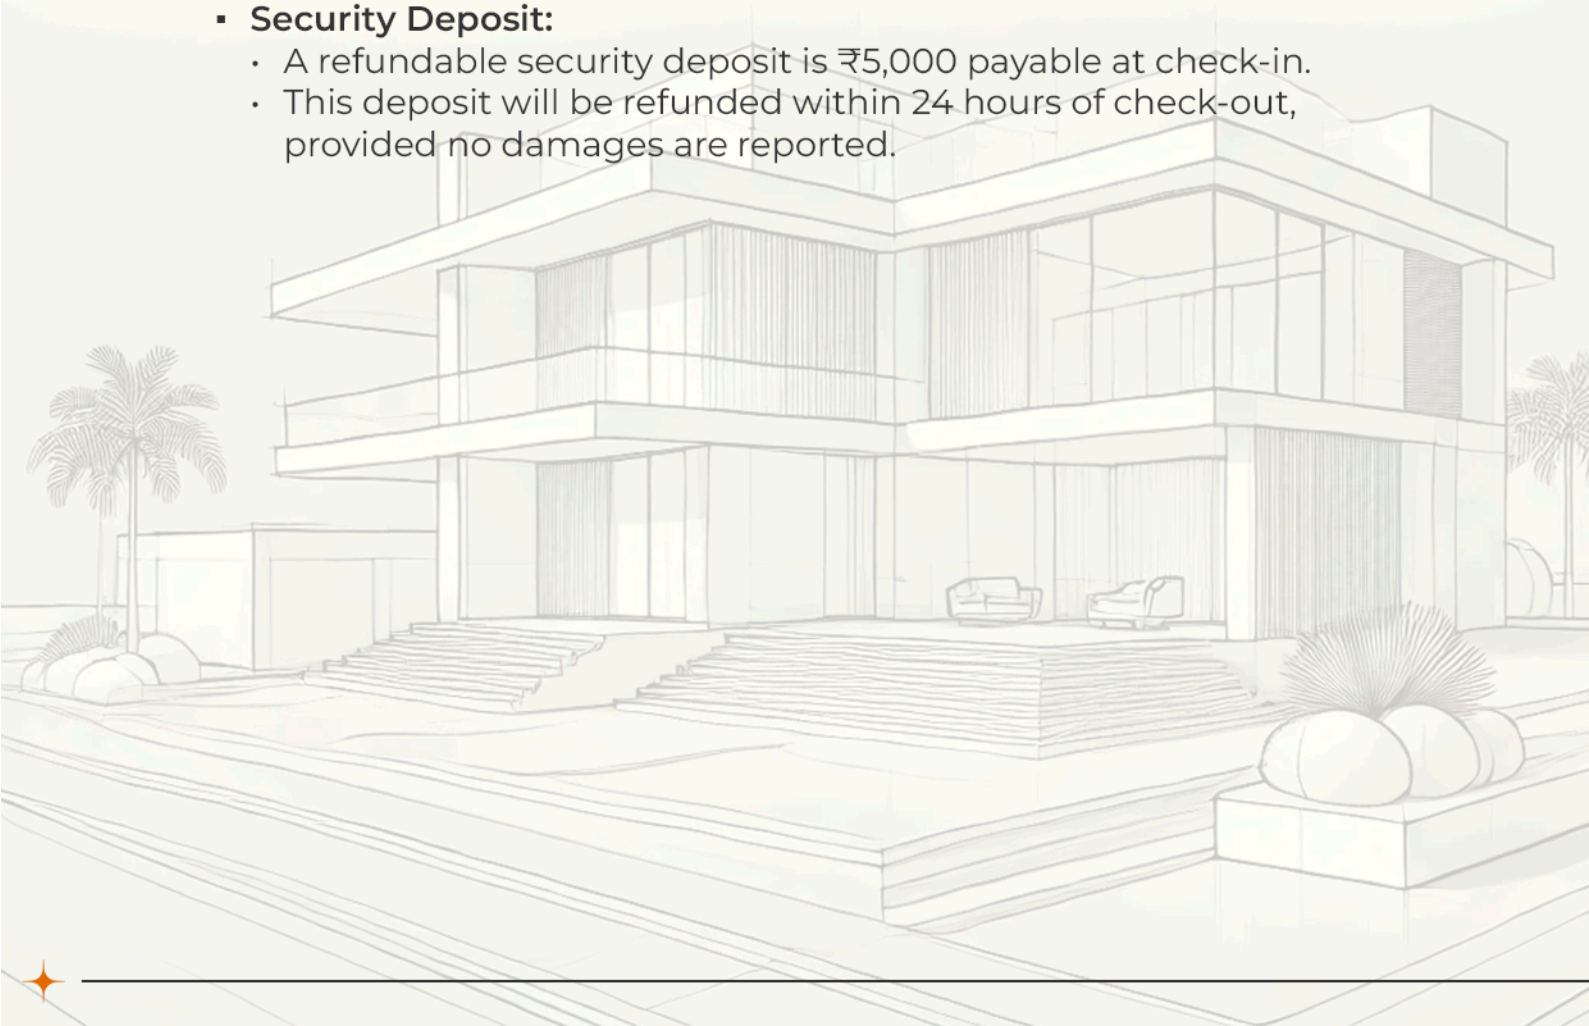 ▪ Security Deposit:
• A refundable security deposit is ₹5,000 payable at check-in.
• This deposit will be refunded within 24 hours of check-out,
provided no damages are reported.